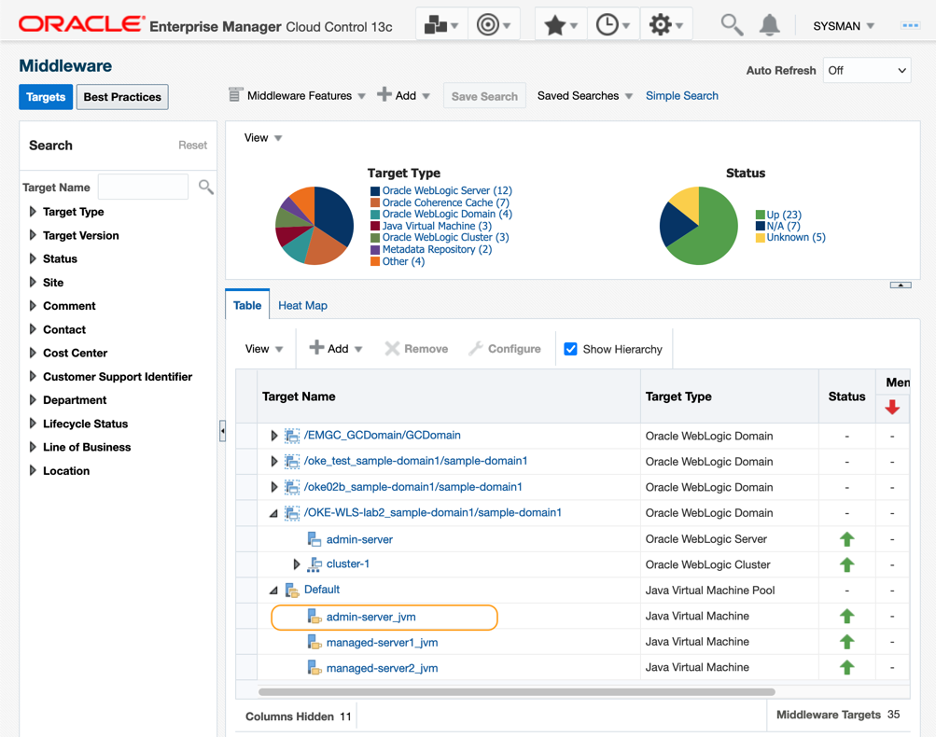 ORACLE® Enterprise Manager Cloud Control 13c
SYSMAN
Middleware
Auto Refresh Off
Targets Best Practices
Middleware Features Add Save Search Saved Searches Simple Search
Search Reset
Target Name
Target Type
Target Version
Status
Site
Comment
Contact
Cost Center
Customer Support Identifier
Department
Lifecycle Status
Line of Business
Location
View
Target Type
Oracle WebLogic Server (12)
Oracle Coherence Cache (7)
Oracle WebLogic Domain (4)
Java Virtual Machine (3)
Oracle WebLogic Cluster (3)
Metadata Repository (2)
Other (4)
Status
Up (23)
N/A (7)
Unknown (5)
Table Heat Map
View Add Remove Configure Show Hierarchy
Target Name Target Type Status Men
/EMGC_GCDomain/GCDomain Oracle WebLogic Domain - -
/oke_test_sample-domain1/sample-domain1 Oracle WebLogic Domain - -
/oke02b_sample-domain1/sample-domain1 Oracle WebLogic Domain - -
/OKE-WLS-lab2_sample-domain1/sample-domain1 Oracle WebLogic Domain - -
admin-server Oracle WebLogic Server -
cluster-1 Oracle WebLogic Cluster -
Default Java Virtual Machine Pool - -
admin-server_jvm Java Virtual Machine -
managed-server1_jvm Java Virtual Machine -
managed-server2_jvm Java Virtual Machine -
Columns Hidden 11 Middleware Targets 35